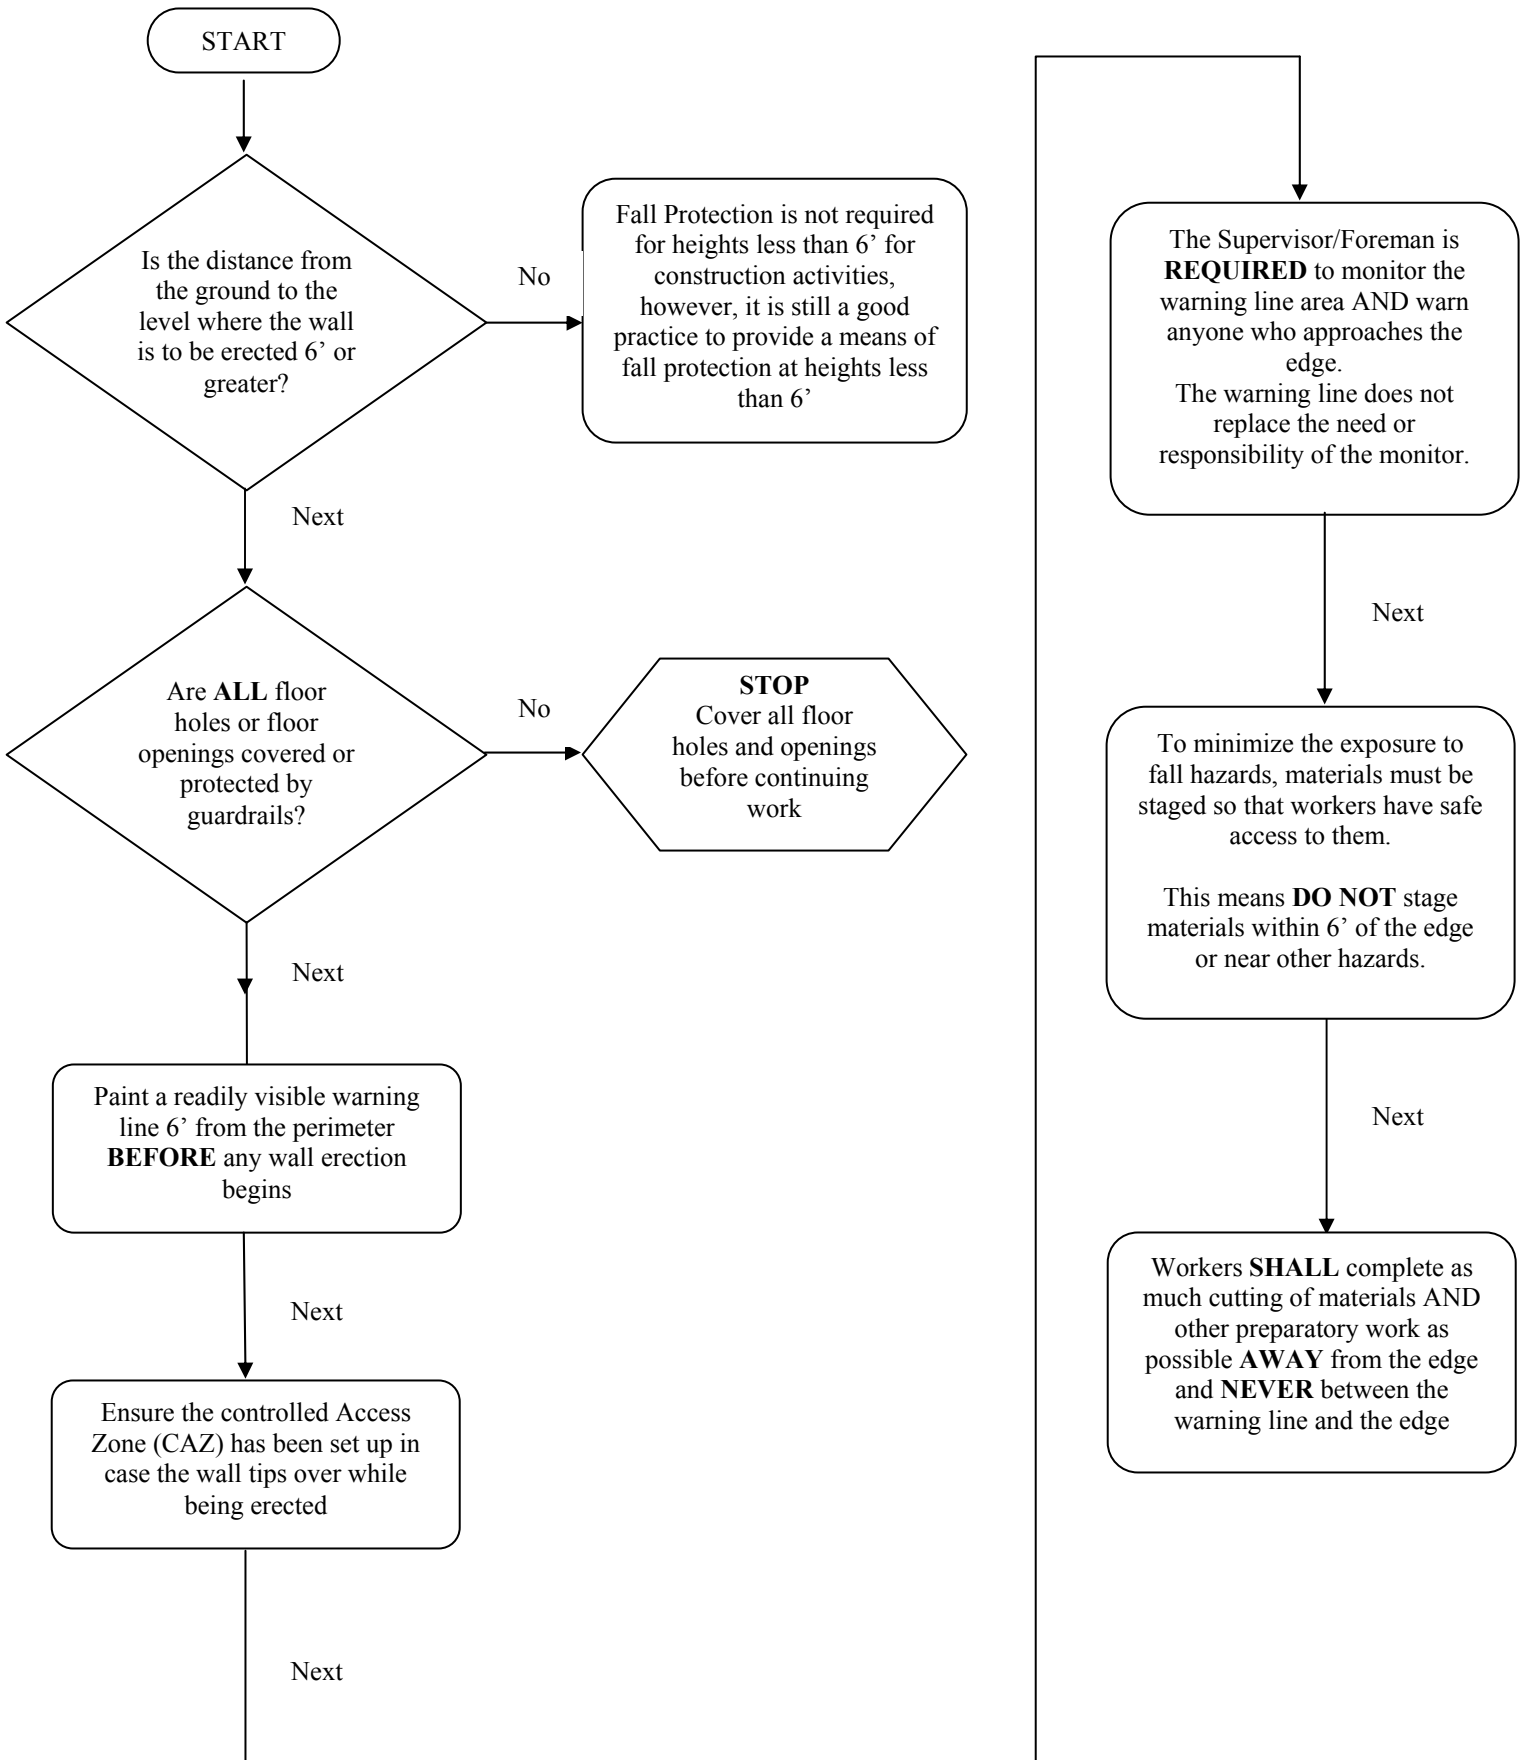 START
Is the distance from
the ground to the
level where the wall
is to be erected 6’ or
greater?
No
Fall Protection is not required
for heights less than 6’ for
construction activities,
however, it is still a good
practice to provide a means of
fall protection at heights less
than 6’
Next
Are ALL floor
holes or floor
openings covered or
protected by
guardrails?
No
STOP
Cover all floor
holes and openings
before continuing
work
Next
Paint a readily visible warning
line 6’ from the perimeter
BEFORE any wall erection
begins
Next
Ensure the controlled Access
Zone (CAZ) has been set up in
case the wall tips over while
being erected
Next
The Supervisor/Foreman is
REQUIRED to monitor the
warning line area AND warn
anyone who approaches the
edge.
The warning line does not
replace the need or
responsibility of the monitor.
Next
To minimize the exposure to
fall hazards, materials must be
staged so that workers have safe
access to them.
This means DO NOT stage
materials within 6’ of the edge
or near other hazards.
Next
Workers SHALL complete as
much cutting of materials AND
other preparatory work as
possible AWAY from the edge
and NEVER between the
warning line and the edge